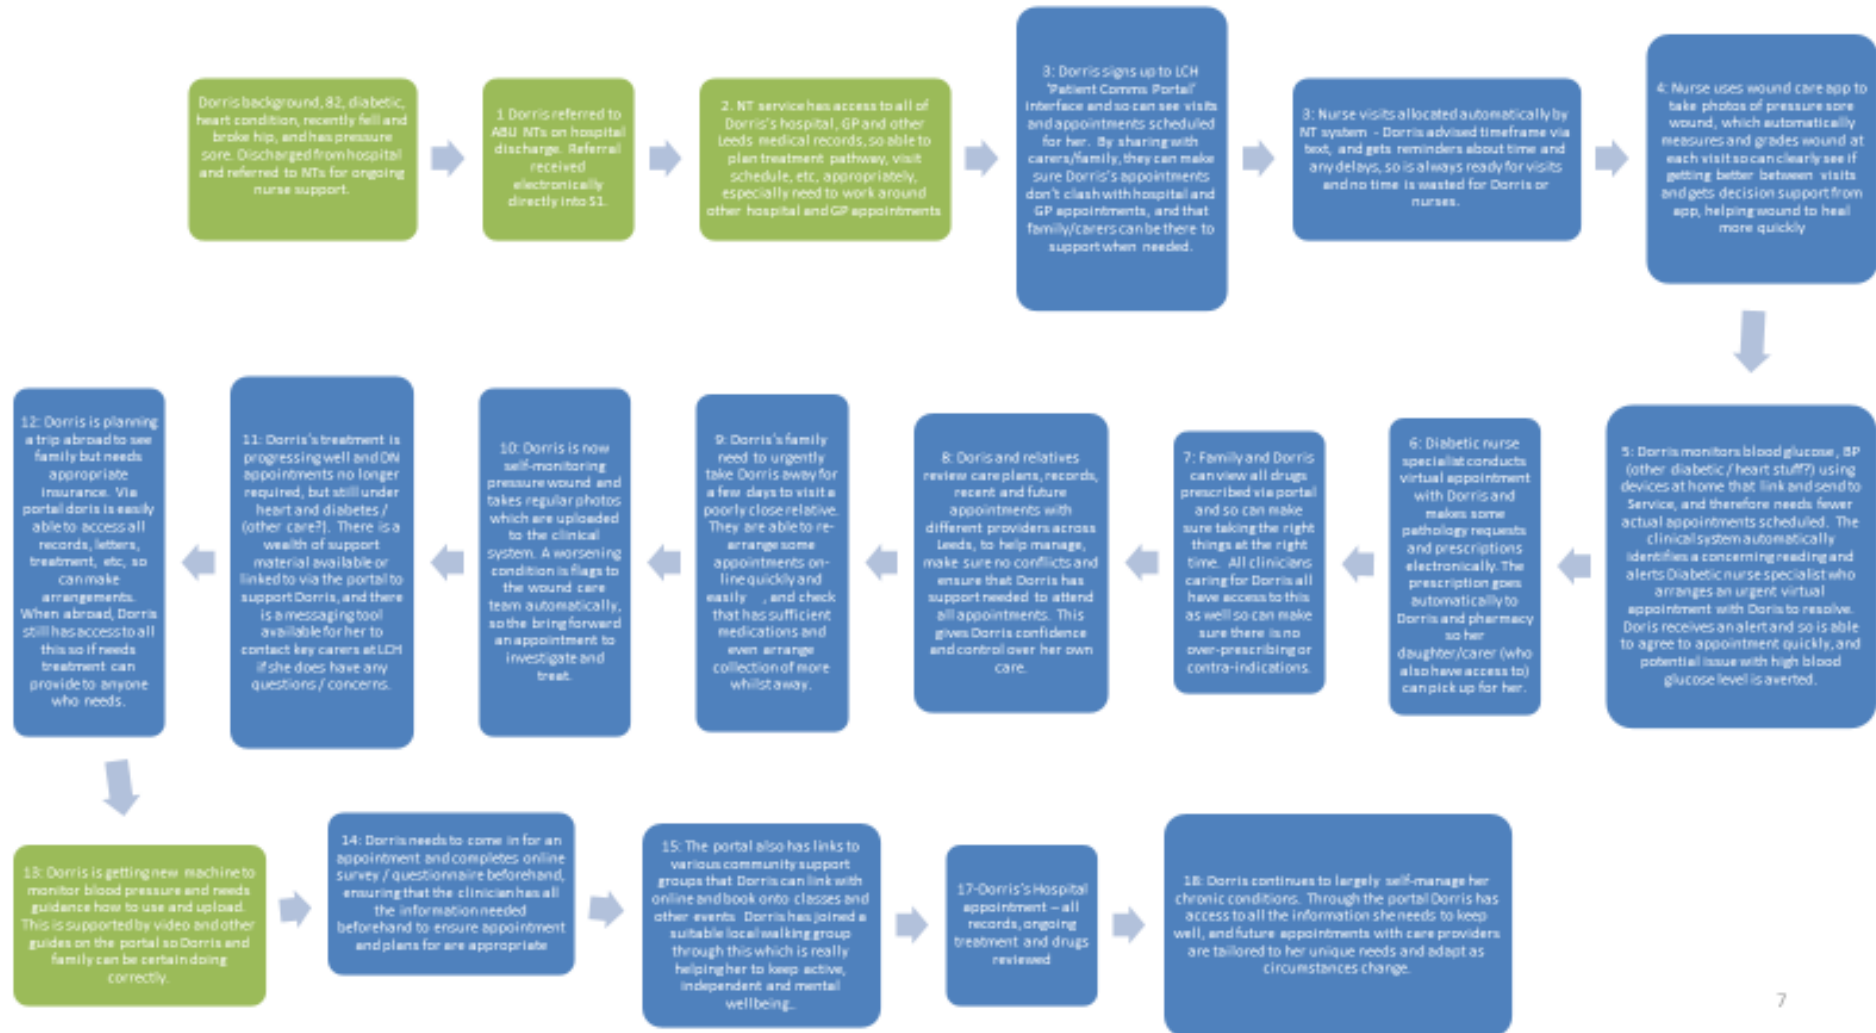 Dorris background, 82, diabetic,
heart condition, recently fell and
broke hip, and has pressure
sore. Discharged from hospital
and referred to NTs for ongoing
nurse support.
1 Dorris referred to
ABU NTs on hospital
discharge. Referral
received
electronically
directly into S1.
2. NT service has access to all of
Dorris's hospital, GP and other
Leeds medical records, so able to
plan treatment pathway, visit
schedule, etc, appropriately,
especially need to work around
other hospital and GP appointments
3: Dorris signs up to LCH
'Patient Comms Portal'
interface and so can see visits
and appointments scheduled
for her. By sharing with
carers/family, they can make
sure Dorris's appointments
don't clash with hospital and
GP appointments, and that
family/carers can be there to
support when needed.
3: Nurse visits allocated automatically by
NT system - Dorris advised timeframe via
text, and gets reminders about time and
any delays, so is always ready for visits
and no time is wasted for Dorris or
nurses.
4: Nurse uses wound care app to
take photos of pressure sore
wound, which automatically
measures and grades wound at
each visit so can clearly see if
getting better between visits
and gets decision support from
app, helping wound to heal
more quickly
5: Dorris monitors blood glucose, BP
(other diabetic / heart stuff?) using
devices at home that link and send to
Service, and therefore needs fewer
actual appointments scheduled. The
clinical system automatically
identifies a concerning reading and
alerts Diabetic nurse specialist who
arranges an urgent virtual
appointment with Doris to resolve.
Doris receives an alert and so is able
to agree to appointment quickly, and
potential issue with high blood
glucose level is averted.
6: Diabetic nurse
specialist conducts
virtual appointment
with Dorris and
makes some
pathology requests
and prescriptions
electronically. The
prescription goes
automatically to
Dorris and pharmacy
so her
daughter/carer (who
also have access to)
can pick up for her.
7: Family and Dorris
can view all drugs
prescribed via portal
and so can make
sure taking the right
things at the right
time. All clinicians
caring for Dorris all
have access to this
as well so can make
sure there is no
over-prescribing or
contra-indications.
8: Doris and relatives
review care plans, records,
recent and future
appointments with
different providers across
Leeds, to help manage,
make sure no conflicts and
ensure that Dorris has
support needed to attend
all appointments. This
gives Dorris confidence
and control over her own
care.
9: Dorris's family
need to urgently
take Dorris away for
a few days to visit a
poorly close relative.
They are able to re-
arrange some
appointments on-
line quickly and
easily , and check
that has sufficient
medications and
even arrange
collection of more
whilst away.
10: Dorris is now
self-monitoring
pressure wound and
takes regular photos
which are uploaded
to the clinical
system. A worsening
condition is flags to
the wound care
team automatically,
so the bring forward
an appointment to
investigate and
treat.
11: Dorris's treatment is
progressing well and DN
appointments no longer
required, but still under
heart and diabetes /
(other care?). There is a
wealth of support
material available or
linked to via the portal to
support Dorris, and there
is a messaging tool
available for her to
contact key carers at LCH
if she does have any
questions / concerns.
12: Dorris is planning
a trip abroad to see
family but needs
appropriate
insurance. Via
portal doris is easily
able to access all
records, letters,
treatment, etc, so
can make
arrangements.
When abroad, Dorris
still has access to all
this so if needs
treatment can
provide to anyone
who needs.
13: Dorris is getting new machine to
monitor blood pressure and needs
guidance how to use and upload.
This is supported by video and other
guides on the portal so Dorris and
family can be certain doing
correctly.
14: Dorris needs to come in for an
appointment and completes online
survey / questionnaire beforehand,
ensuring that the clinician has all
the information needed
beforehand to ensure appointment
and plans for are appropriate
15: The portal also has links to
various community support
groups that Dorris can link with
online and book onto classes and
other events Dorris has joined a
suitable local walking group
through this which is really
helping her to keep active,
independent and mental
wellbeing..
17-Dorris's Hospital
appointment – all
records, ongoing
treatment and drugs
reviewed
18: Dorris continues to largely self-manage her
chronic conditions. Through the portal Dorris has
access to all the information she needs to keep
well, and future appointments with care providers
are tailored to her unique needs and adapt as
circumstances change.
7